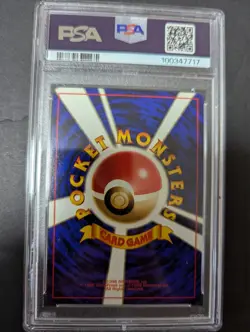 PSA
PSA
100347717
POCKET MONSTERS
CARD GAME